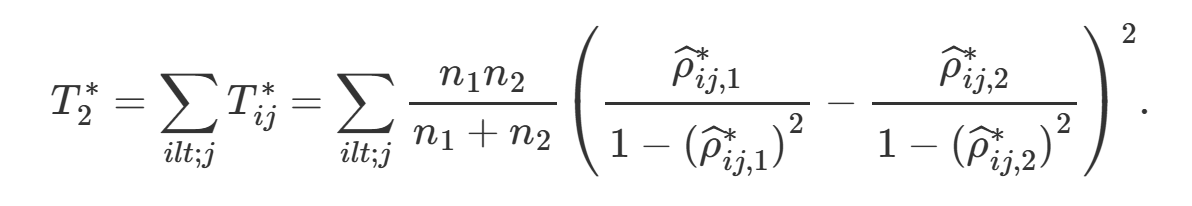 $$T_2^* = \sum_{ilt;j} T_{ij}^* = \sum_{ilt;j} \frac{n_1 n_2}{n_1 + n_2} \left( \frac{\widehat{\rho}_{ij,1}^*}{1 - (\widehat{\rho}_{ij,1}^*)^2} - \frac{\widehat{\rho}_{ij,2}^*}{1 - (\widehat{\rho}_{ij,2}^*)^2} \right)^2.$$